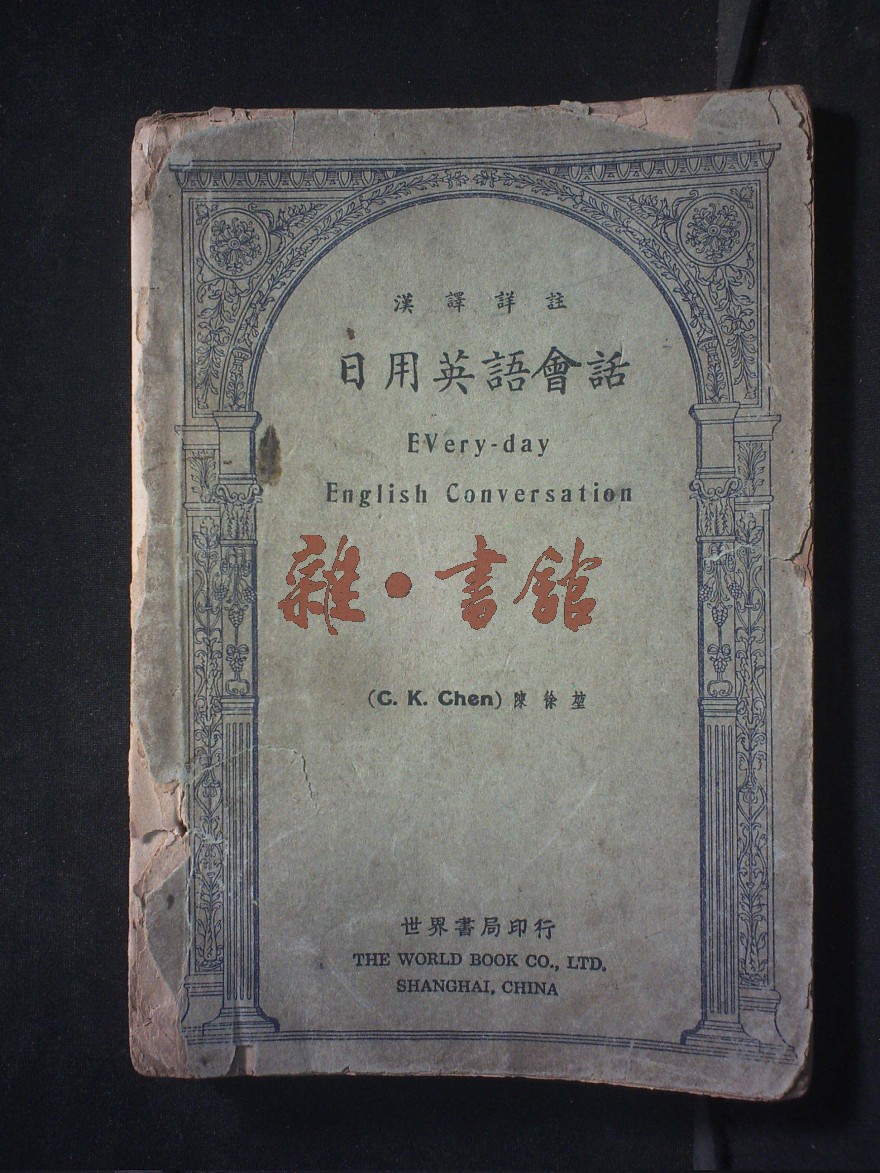 漢譯詳註
日用英語會話
EVery-day
English Conversation
雜·書館
(C. K. Chen) 陳徐堃
世界書局印行
THE WORLD BOOK CO., LTD.
SHANGHAI, CHINA